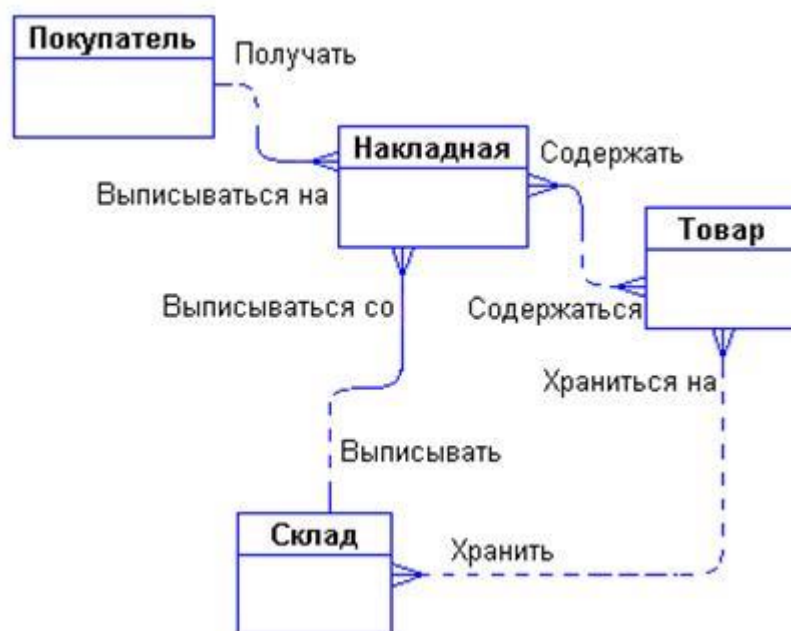 Покупатель
Получать
Накладная
Содержать
Выписываться на
Товар
Выписываться со
Содержаться
Храниться на
Выписывать
Склад
Хранить